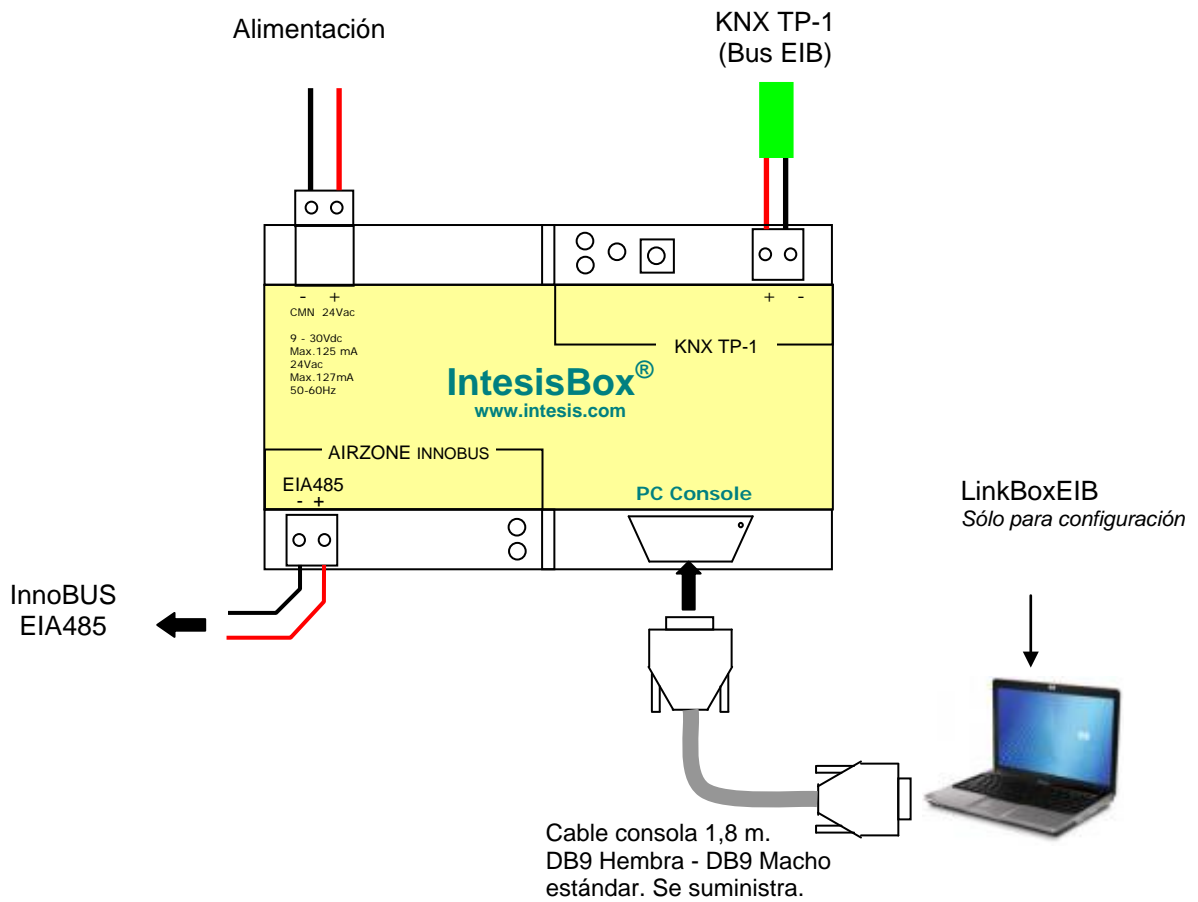 Alimentación
KNX TP-1
(Bus EIB)
- +
CMN 24Vac
9 - 30Vdc
Max.125 mA
24Vac
Max.127mA
50-60Hz
+ -
KNX TP-1
IntesisBox®
www.intesis.com
AIRZONE INNOBUS
EIA485
- +
PC Console
LinkBoxEIB
Sólo para configuración
InnoBUS
EIA485
Cable consola 1,8 m.
DB9 Hembra - DB9 Macho
estándar. Se suministra.